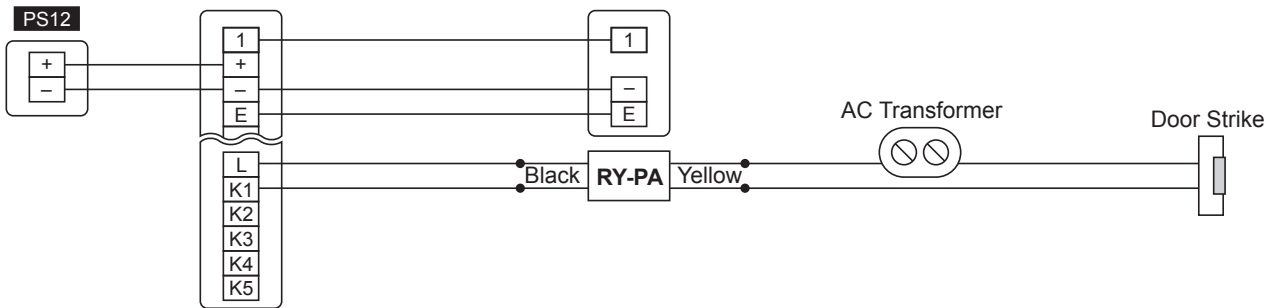 PS12
+
–
1
+
–
E
L
K1
K2
K3
K4
K5
1
–
E
Black
RY-PA
Yellow
AC Transformer
Door Strike